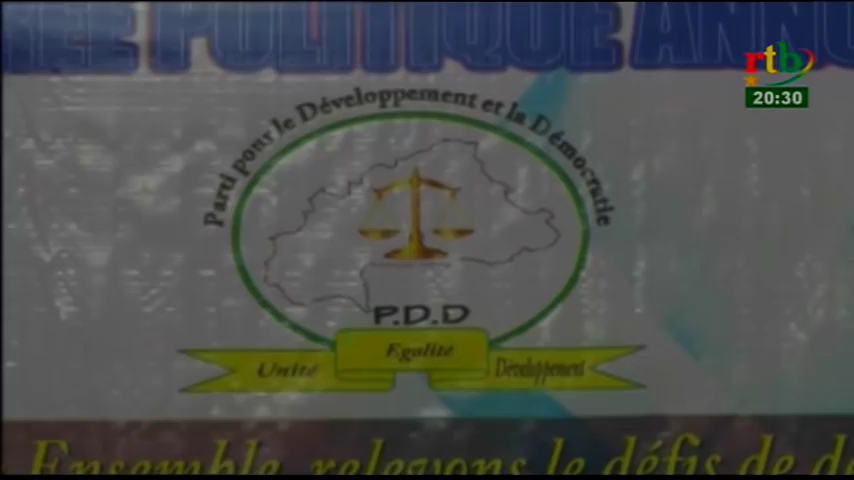 POLITIQUE
rtb
20:30
Parti pour le Développement et la Démocratie
P.D.D
Egalité
Unité
Développement
Ensemble, relevons le défis de